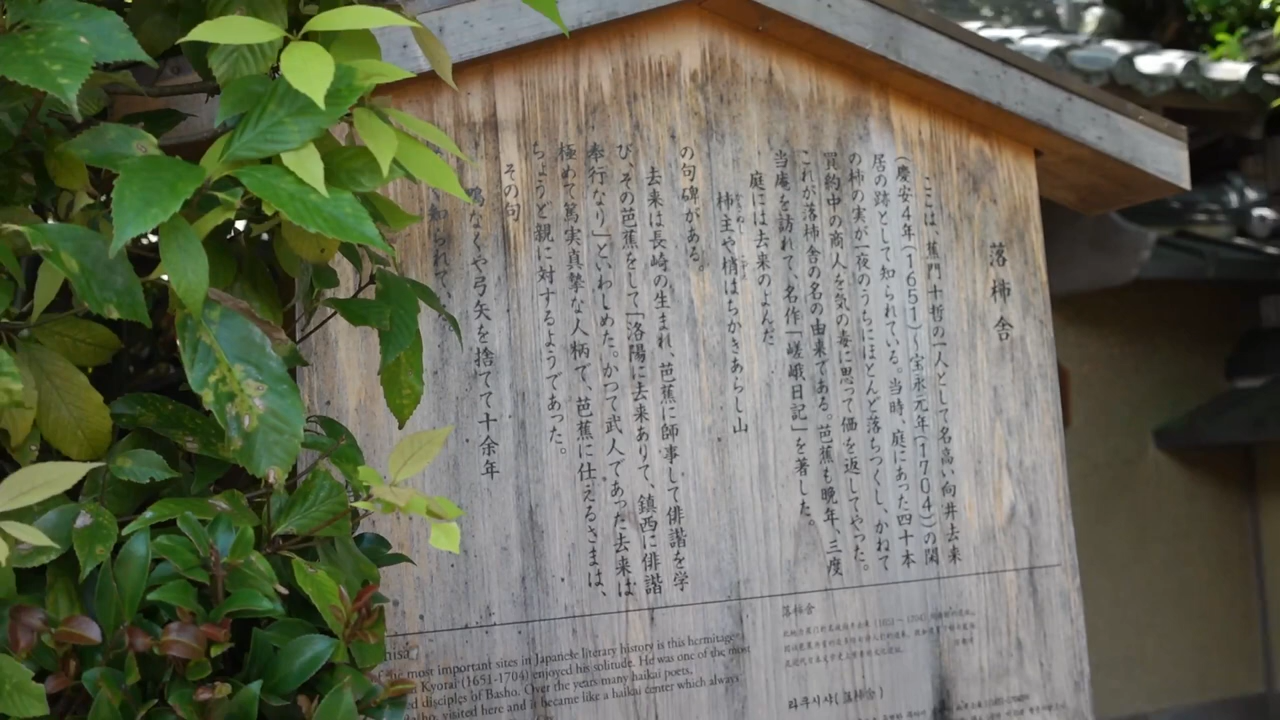 落柿舎
ここは、蕉門十哲の一人として名高い向井去来
(慶安4年(1651)〜宝永元年(1704))の閑
居の跡として知られている。当時、庭にあった四十本
の柿の実が一夜のうちにほとんど落ちつくし、かねて
買約中の商人を気の毒に思って価を返してやった。
これが落柿舎の名の由来である。芭蕉も晩年、三度
当庵を訪れて、名作「嵯峨日記」を著した。
庭には去来のよんだ
柿主や梢はちかきあらし山
の句碑がある。
去来は長崎の生まれ、芭蕉に師事して俳諧を学
び、その芭蕉をして「洛陽に去来ありて、鎮西に俳諧
奉行なり」といわしめた。かつて武人であった去来は
極めて篤実真摯な人柄で、芭蕉に仕えるさまは、
ちょうど親に対するようであった。
その句
鴨なくや弓矢を捨てて十余年
知られてい
most important sites in Japanese literary history is this hermitage
Kyorai (1651-1704) enjoyed his solitude. He was one of the most
disciples of Basho. Over the years many haikai poets,
visited here and it became like a haikai center which always
落柿舎
라쿠시샤(落柿舎)